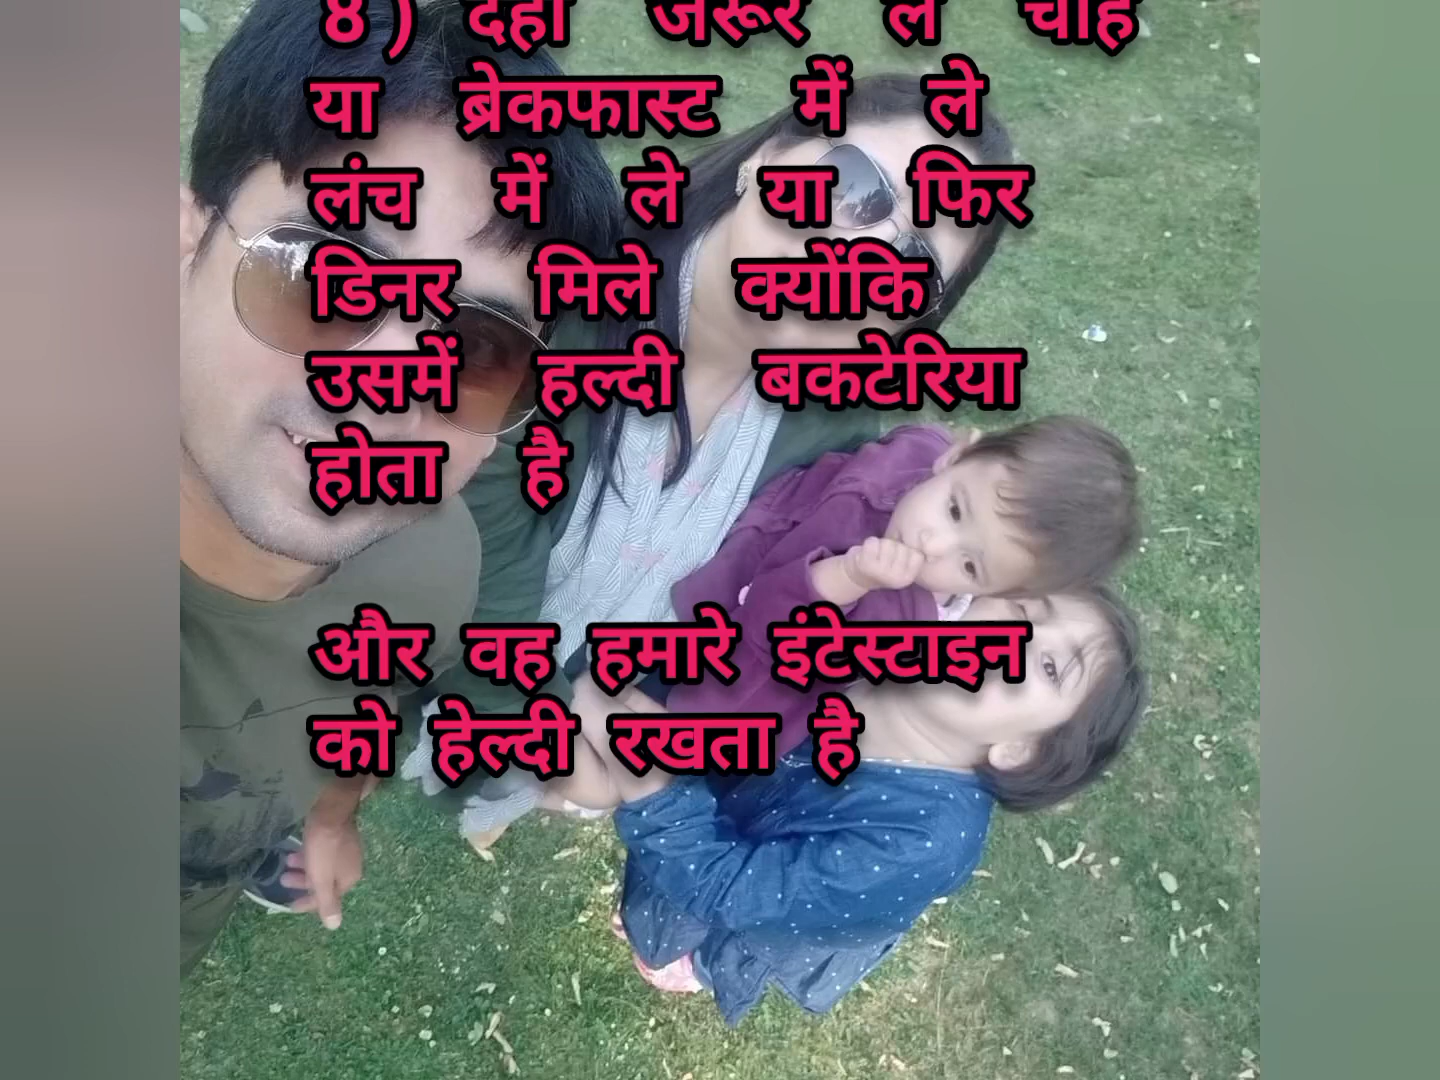 8 ) दही जरूर ले चाहे
या ब्रेकफास्ट में ले
लंच में ले या फिर
डिनर मिले क्योंकि
उसमें हल्दी बकटेरिया
होता है
और वह हमारे इंटेस्टाइन
को हेल्दी रखता है